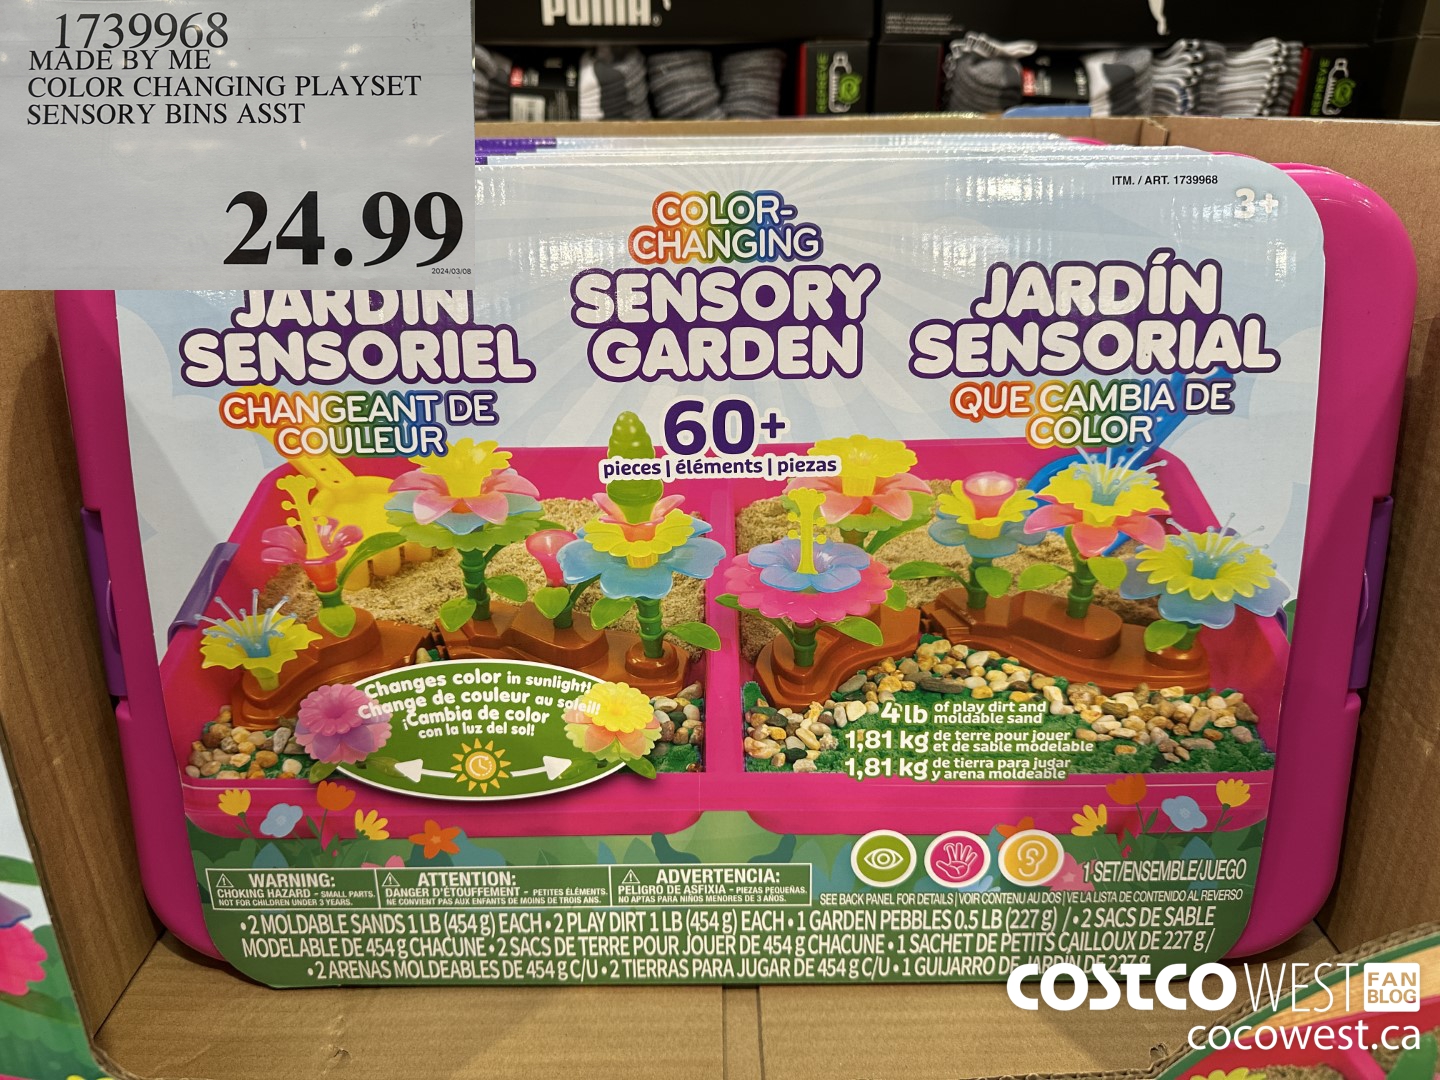 1739968
MADE BY ME
COLOR CHANGING PLAYSET
SENSORY BINS ASST
24.99
2024/03/08
PUMA
REPREVE
REPREVE
ITM. / ART. 1739968
3+
JARDIN
SENSORIEL
CHANGEANT DE
COULEUR
COLOR-
CHANGING
SENSORY
GARDEN
60+
pieces | éléments | piezas
JARDÍN
SENSORIAL
QUE CAMBIA DE
COLOR
Changes color in sunlight!
Change de couleur au soleil!
¡Cambia de color
con la luz del sol!
4 lb of play dirt and
moldable sand
1,81 kg de terre pour jouer
et de sable modelable
1,81 kg de tierra para jugar
y arena moldeable
WARNING:
CHOKING HAZARD - SMALL PARTS.
NOT FOR CHILDREN UNDER 3 YEARS.
ATTENTION:
DANGER D'ÉTOUFFEMENT - PETITES ÉLÉMENTS.
NE CONVIENT PAS AUX ENFANTS DE MOINS DE TROIS ANS.
ADVERTENCIA:
PELIGRO DE ASFIXIA - PIEZAS PEQUEÑAS.
NO APTAS PARA NIÑOS MENORES DE 3 AÑOS.
1 SET/ENSEMBLE/JUEGO
SEE BACK PANEL FOR DETAILS | VOIR CONTENU AU DOS | VE LA LISTA DE CONTENIDO AL REVERSO
• 2 MOLDABLE SANDS 1 LB (454 g) EACH • 2 PLAY DIRT 1 LB (454 g) EACH • 1 GARDEN PEBBLES 0.5 LB (227 g) / • 2 SACS DE SABLE
MODELABLE DE 454 g CHACUNE • 2 SACS DE TERRE POUR JOUER DE 454 g CHACUNE • 1 SACHET DE PETITS CAILLOUX DE 227 g /
• 2 ARENAS MOLDEABLES DE 454 g C/U • 2 TIERRAS PARA JUGAR DE 454 g C/U • 1 GUIJARRO DE JARDÍN DE 227 g
COSTCO WEST FAN BLOG
cocowest.ca